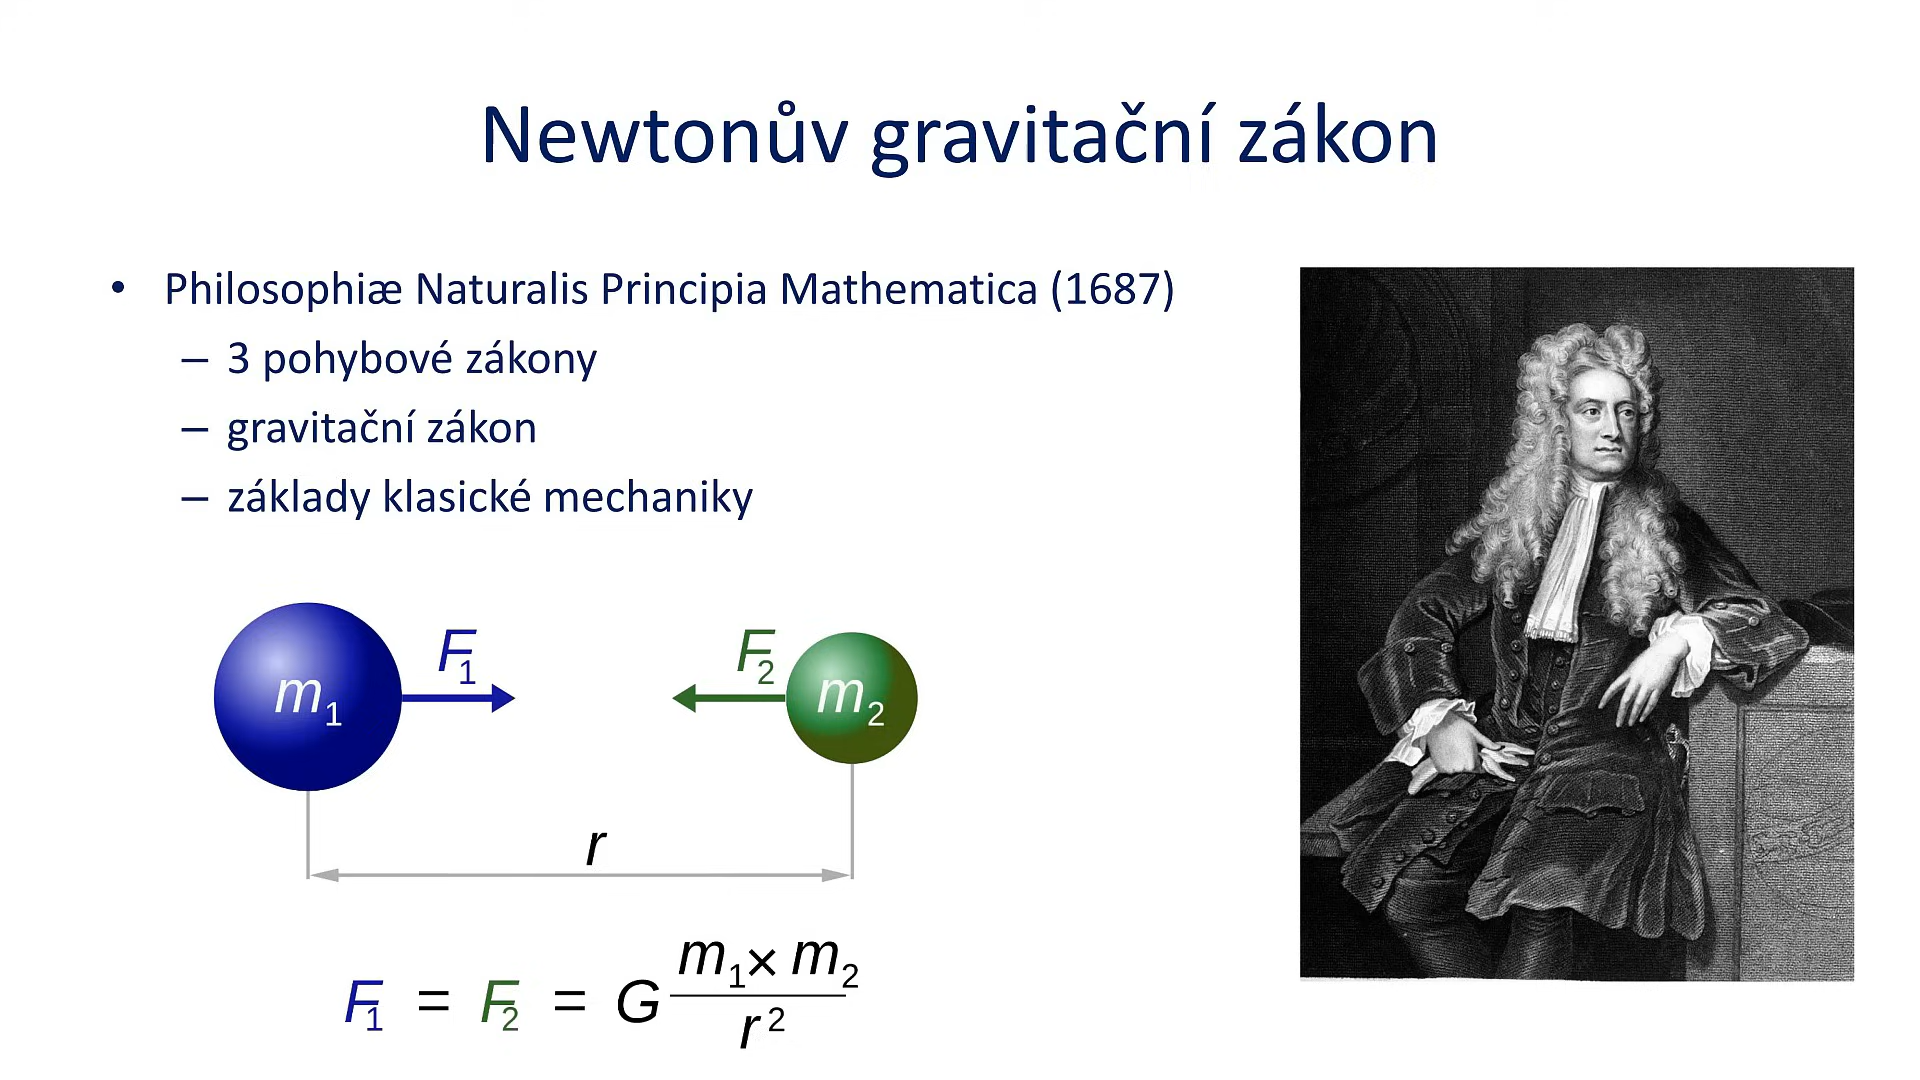 Newtonův gravitační zákon
• Philosophiæ Naturalis Principia Mathematica (1687)
– 3 pohybové zákony
– gravitační zákon
– základy klasické mechaniky
F₁ F₂
m₁ m₂
r
F₁ = F₂ = G (m₁ × m₂) / r²